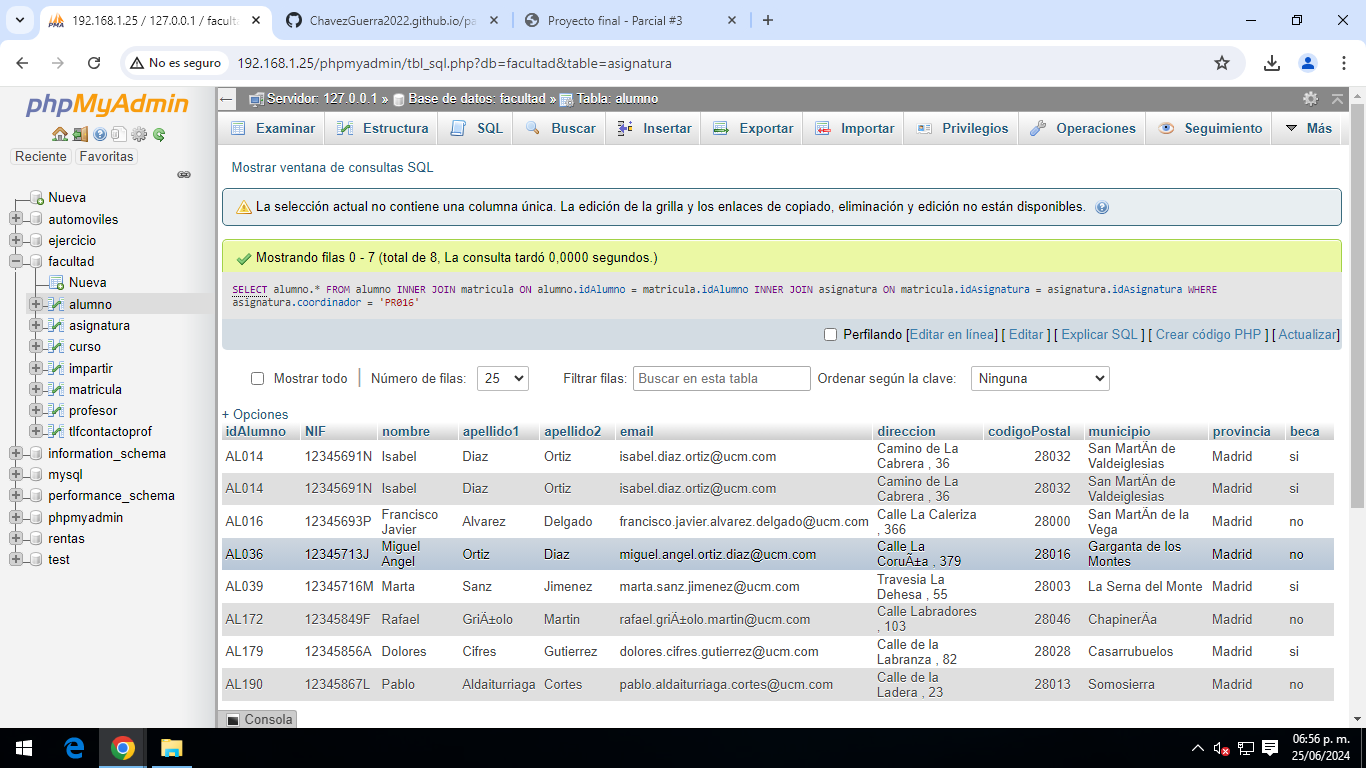 192.168.1.25 / 127.0.0.1 / facult
ChavezGuerra2022.github.io/pa
Proyecto final - Parcial #3
No es seguro
192.168.1.25/phpmyadmin/tbl_sql.php?db=facultad&table=asignatura
phpMyAdmin
Reciente Favoritas
Nueva
automoviles
ejercicio
facultad
Nueva
alumno
asignatura
curso
impartir
matricula
profesor
tlfcontactoprof
information_schema
mysql
performance_schema
phpmyadmin
rentas
test
Servidor: 127.0.0.1 » Base de datos: facultad » Tabla: alumno
Examinar Estructura SQL Buscar Insertar Exportar Importar Privilegios Operaciones Seguimiento Más
Mostrar ventana de consultas SQL
La selección actual no contiene una columna única. La edición de la grilla y los enlaces de copiado, eliminación y edición no están disponibles.
Mostrando filas 0 - 7 (total de 8, La consulta tardó 0,0000 segundos.)
SELECT alumno.* FROM alumno INNER JOIN matricula ON alumno.idAlumno = matricula.idAlumno INNER JOIN asignatura ON matricula.idAsignatura = asignatura.idAsignatura WHERE
asignatura.coordinador = 'PR016'
Perfilando [Editar en línea] [ Editar ] [ Explicar SQL ] [ Crear código PHP ] [ Actualizar]
Mostrar todo | Número de filas: 25 Filtrar filas: Buscar en esta tabla Ordenar según la clave: Ninguna
+ Opciones
idAlumno NIF nombre apellido1 apellido2 email direccion codigoPostal municipio provincia beca
AL014 12345691N Isabel Diaz Ortiz isabel.diaz.ortiz@ucm.com Camino de La Cabrera , 36 28032 San MartÃ­n de Valdeiglesias Madrid si
AL014 12345691N Isabel Diaz Ortiz isabel.diaz.ortiz@ucm.com Camino de La Cabrera , 36 28032 San MartÃ­n de Valdeiglesias Madrid si
AL016 12345693P Francisco Javier Alvarez Delgado francisco.javier.alvarez.delgado@ucm.com Calle La Caleriza , 366 28000 San MartÃ­n de la Vega Madrid no
AL036 12345713J Miguel Angel Ortiz Diaz miguel.angel.ortiz.diaz@ucm.com Calle La CoruÃ±a , 379 28016 Garganta de los Montes Madrid no
AL039 12345716M Marta Sanz Jimenez marta.sanz.jimenez@ucm.com Travesia La Dehesa , 55 28003 La Serna del Monte Madrid si
AL172 12345849F Rafael GriÃ±olo Martin rafael.griÃ±olo.martin@ucm.com Calle Labradores , 103 28046 ChapinerÃ­a Madrid no
AL179 12345856A Dolores Cifres Gutierrez dolores.cifres.gutierrez@ucm.com Calle de la Labranza , 82 28028 Casarrubuelos Madrid si
AL190 12345867L Pablo Aldaiturriaga Cortes pablo.aldaiturriaga.cortes@ucm.com Calle de la Ladera , 23 28013 Somosierra Madrid no
Consola
06:56 p. m.
25/06/2024